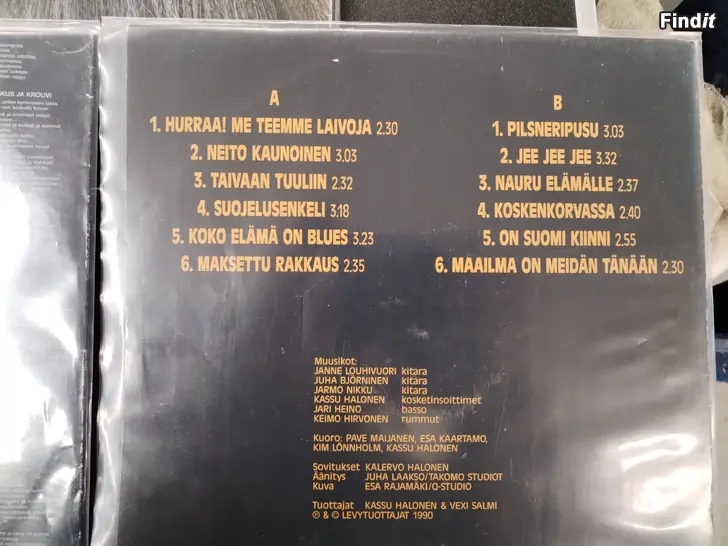 Findit
KUS JA KROUVI
A
1. HURRAA! ME TEEMME LAIVOJA 2.30
2. NEITO KAUNOINEN 3.03
3. TAIVAAN TUULIIN 2.32
4. SUOJELUSENKELI 3.18
5. KOKO ELÄMÄ ON BLUES 3.23
6. MAKSETTU RAKKAUS 2.35
B
1. PILSNERIPUSU 3.03
2. JEE JEE JEE 3.32
3. NAURU ELÄMÄLLE 2.37
4. KOSKENKORVASSA 2.40
5. ON SUOMI KIINNI 2.55
6. MAAILMA ON MEIDÄN TÄNÄÄN 2.30
Muusikot:
JANNE LOUHIVUORI kitara
JUHA BJÖRNINEN kitara
JARMO NIKKU kitara
KASSU HALONEN kosketinsoittimet
JARI HEINO basso
KEIMO HIRVONEN rummut
Kuoro: PAVE MAIJANEN, ESA KAARTAMO,
KIM LÖNNHOLM, KASSU HALONEN
Sovitukset KALERVO HALONEN
Äänitys JUHA LAAKSO/TAKOMO STUDIOT
Kuva ESA RAJAMÄKI/Q-STUDIO
Tuottajat KASSU HALONEN & VEXI SALMI
℗ & © LEVYTUOTTAJAT 1990